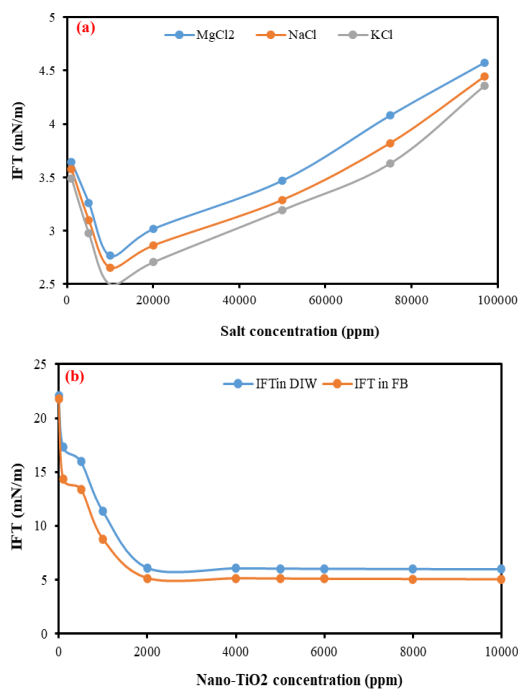 (a)
MgCl2 NaCl KCl
5
4.5
4
3.5
3
2.5
IFT (mN/m)
0 20000 40000 60000 80000 100000
Salt concentration (ppm)
(b)
IFTin DIW IFT in FB
25
20
15
10
5
0
IFT (mN/m)
0 2000 4000 6000 8000 10000
Nano-TiO2 concentration (ppm)